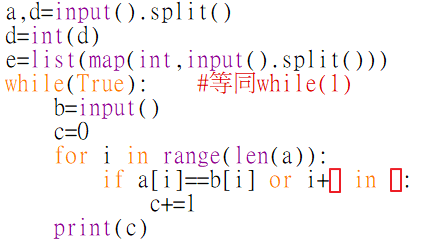 a,d=input().split()
d=int(d)
e=list(map(int,input().split()))
while(True):    #等同while(1)
    b=input()
    c=0
    for i in range(len(a)):
        if a[i]==b[i] or i+▯ in ▯:
            c+=1
    print(c)